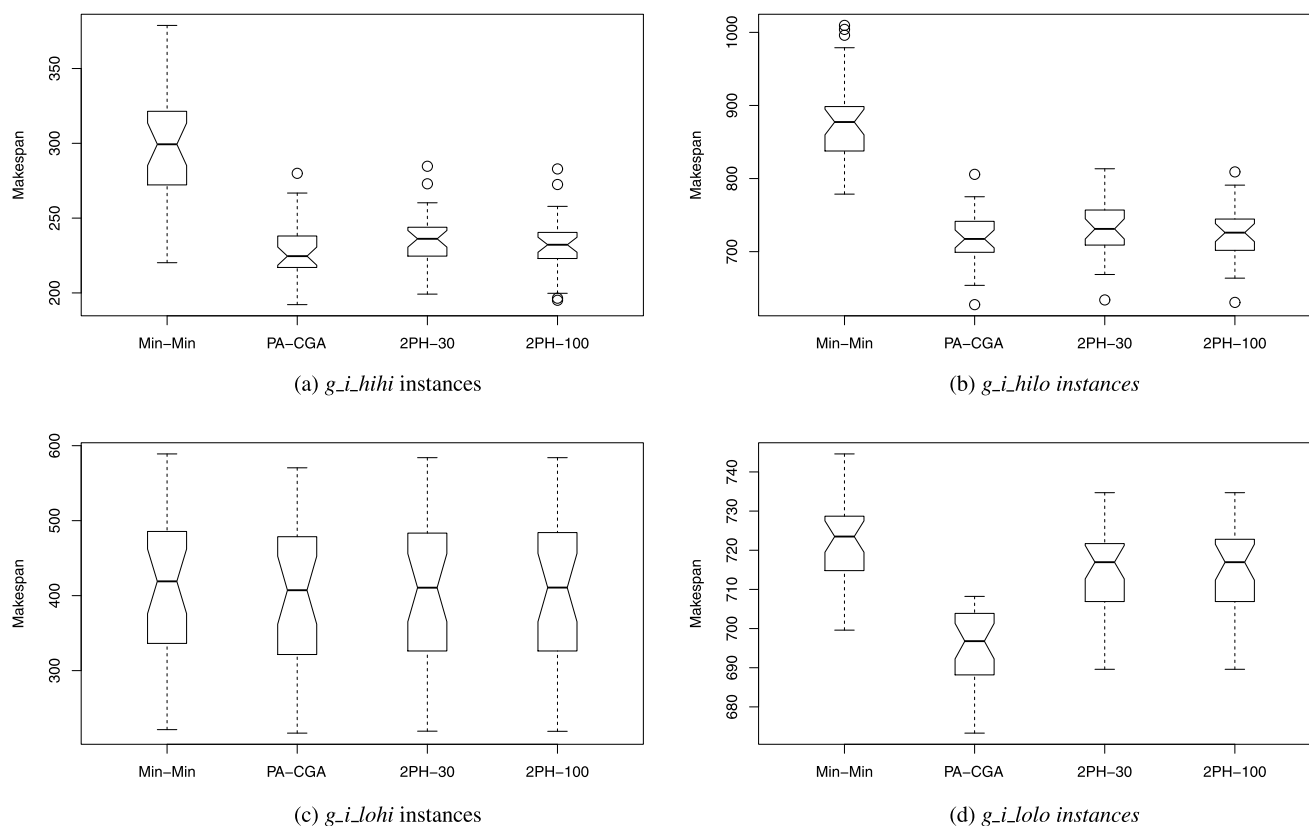 Makespan
350
300
250
200
Min−Min PA−CGA 2PH−30 2PH−100
(a) g_i_hihi instances
Makespan
1000
900
800
700
Min−Min PA−CGA 2PH−30 2PH−100
(b) g_i_hilo instances
Makespan
600
500
400
300
Min−Min PA−CGA 2PH−30 2PH−100
(c) g_i_lohi instances
Makespan
740
730
720
710
700
690
680
Min−Min PA−CGA 2PH−30 2PH−100
(d) g_i_lolo instances